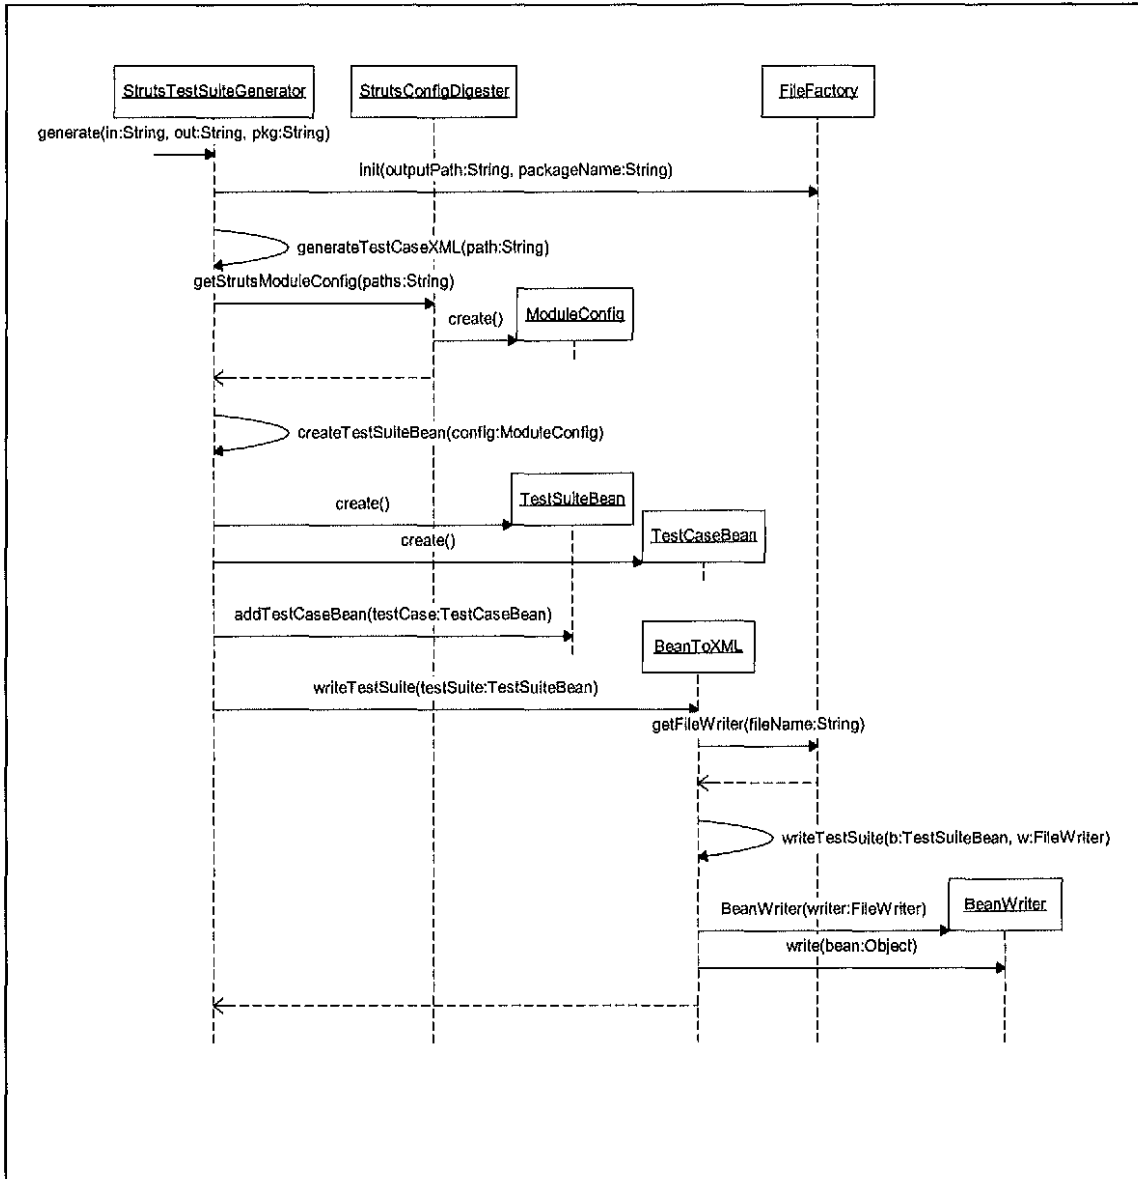 StrutsTestSuiteGenerator
StrutsConfigDigester
FileFactory
generate(in:String, out:String, pkg:String)
init(outputPath:String, packageName:String)
generateTestCaseXML(path:String)
getStrutsModuleConfig(paths:String)
ModuleConfig
create()
createTestSuiteBean(config:ModuleConfig)
TestSuiteBean
create()
TestCaseBean
create()
addTestCaseBean(testCase:TestCaseBean)
BeanToXML
writeTestSuite(testSuite:TestSuiteBean)
getFileWriter(fileName:String)
writeTestSuite(b:TestSuiteBean, w:FileWriter)
BeanWriter(writer:FileWriter)
BeanWriter
write(bean:Object)